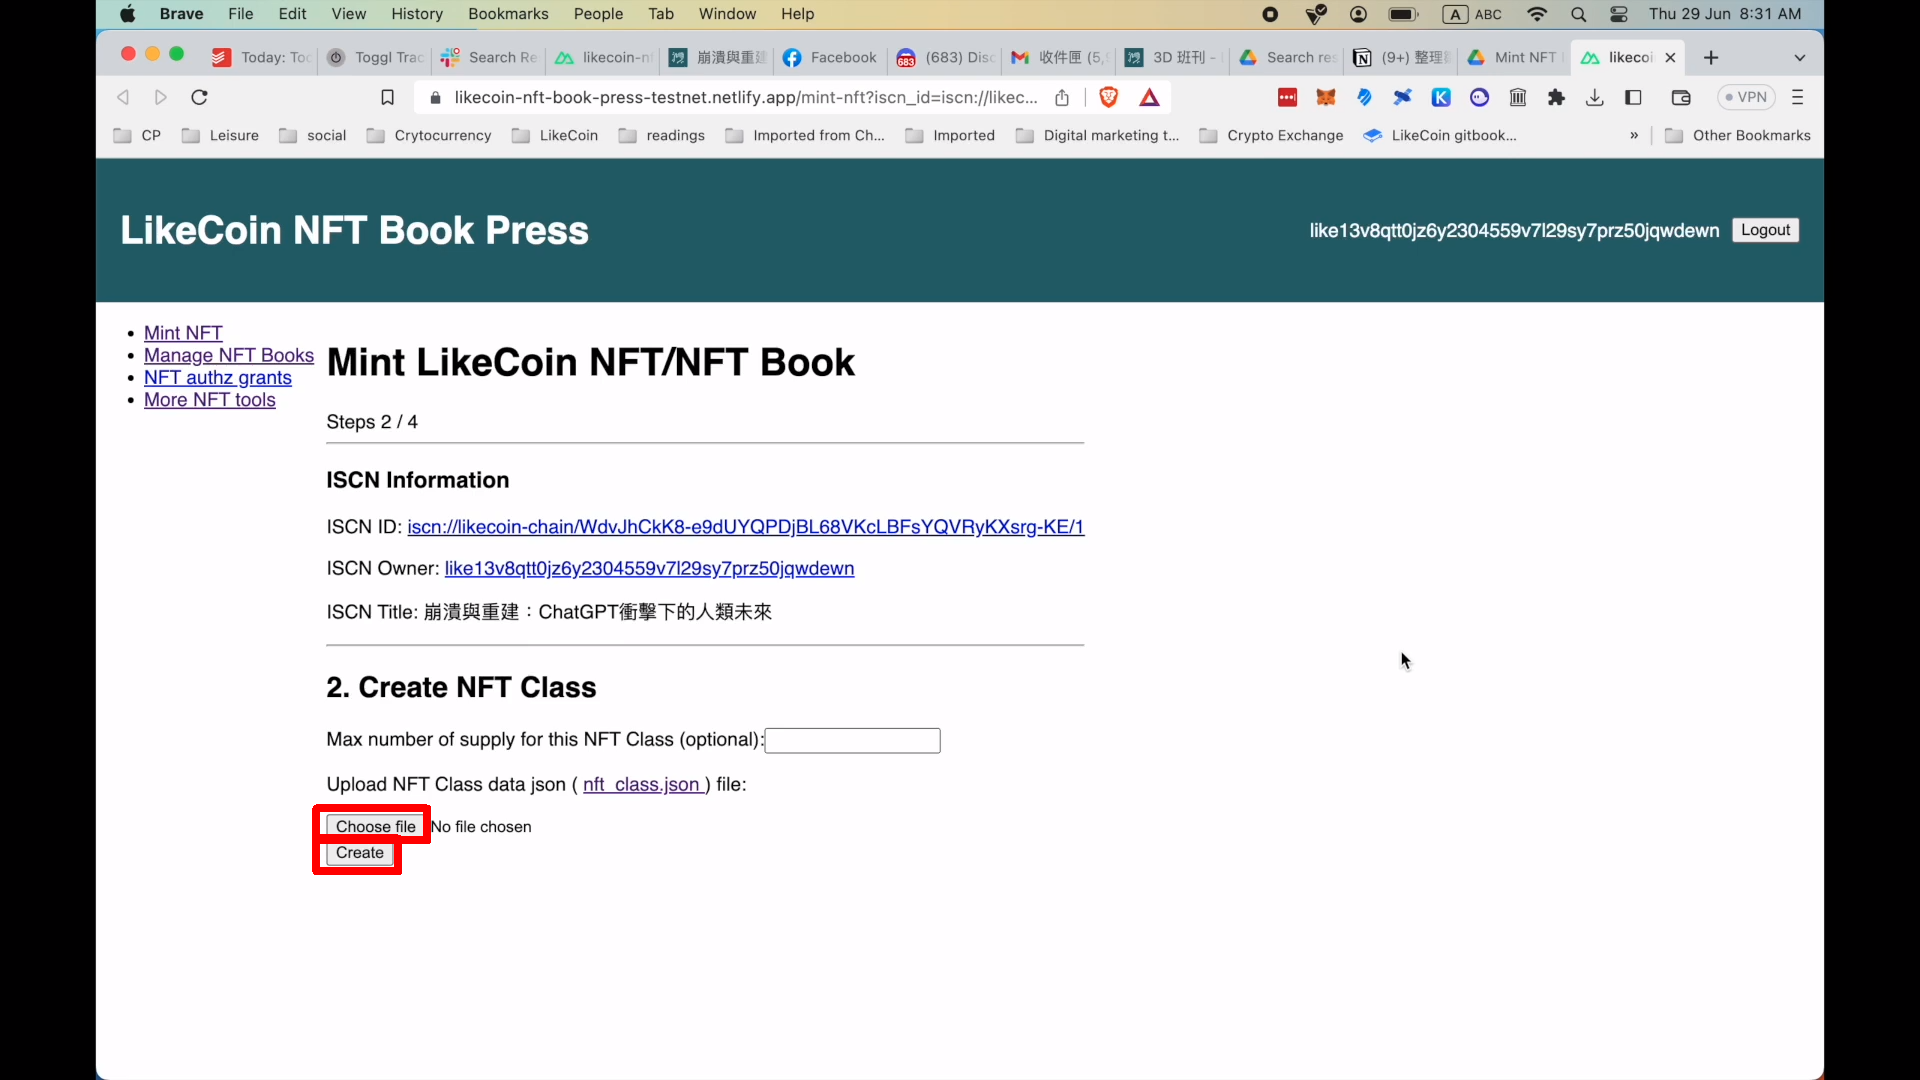 Brave File Edit View History Bookmarks People Tab Window Help A ABC Thu 29 Jun 8:31 AM
Today: To Toggl Trac Search Re likecoin-n 崩潰與重建 Facebook 683 (683) Disc 收件匣 (5, 3D 班刊 - Search res (9+) 整理 Mint NFT likecoi
likecoin-nft-book-press-testnet.netlify.app/mint-nft?iscn_id=iscn://likec... K VPN
CP Leisure social Crytocurrency LikeCoin readings Imported from Ch... Imported Digital marketing t... Crypto Exchange LikeCoin gitbook... » Other Bookmarks
LikeCoin NFT Book Press
like13v8qtt0jz6y2304559v7l29sy7prz50jqwdewn Logout
Mint NFT
Manage NFT Books
NFT authz grants
More NFT tools
Mint LikeCoin NFT/NFT Book
Steps 2 / 4
ISCN Information
ISCN ID: iscn://likecoin-chain/WdvJhCkK8-e9dUYQPDjBL68VKcLBFsYQVRyKXsrg-KE/1
ISCN Owner: like13v8qtt0jz6y2304559v7l29sy7prz50jqwdewn
ISCN Title: 崩潰與重建：ChatGPT衝擊下的人類未來
2. Create NFT Class
Max number of supply for this NFT Class (optional):
Upload NFT Class data json ( nft_class.json ) file:
Choose file No file chosen
Create